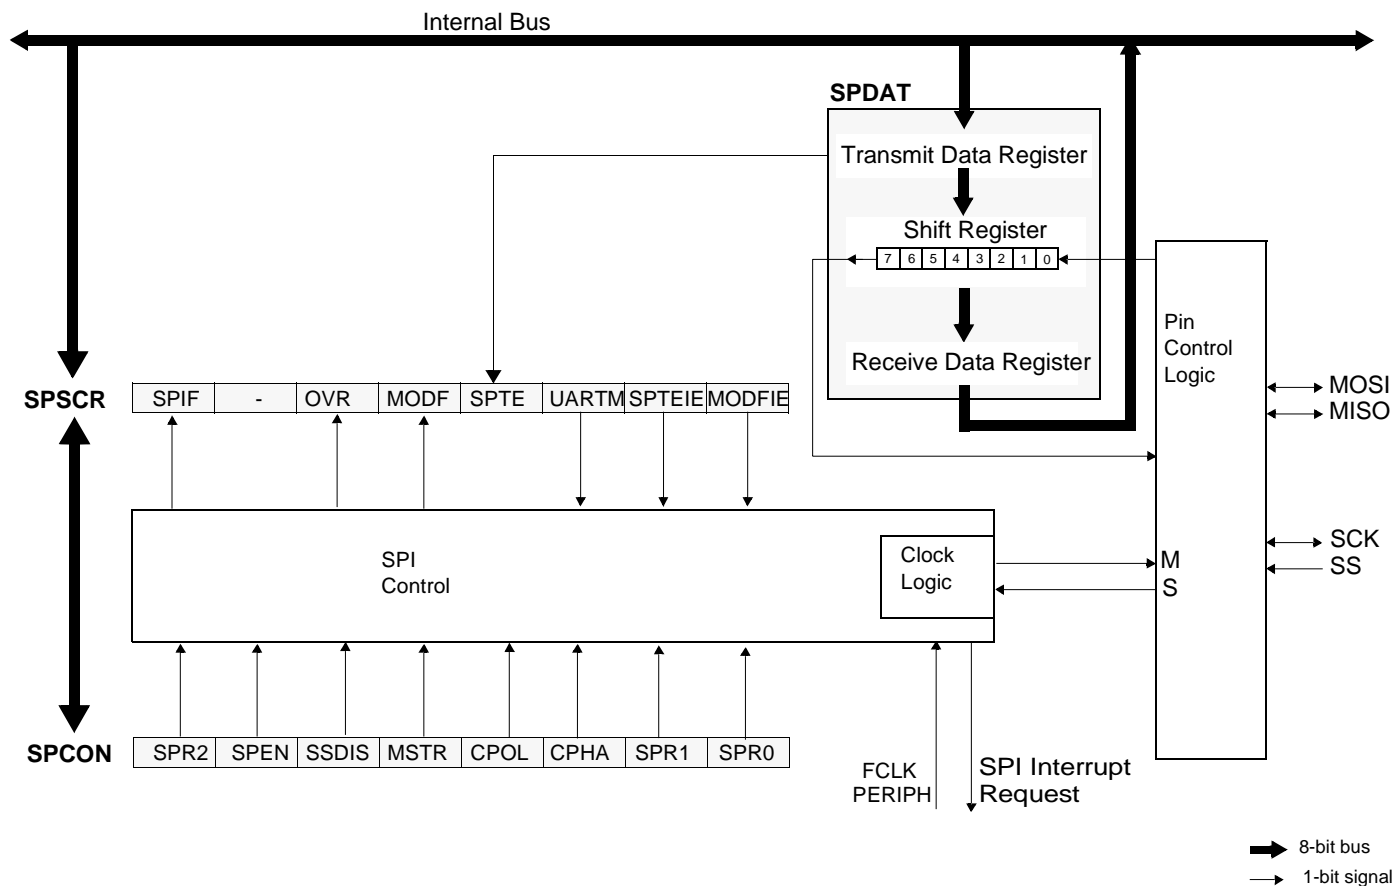 Internal Bus
SPDAT
Transmit Data Register
Shift Register
7 6 5 4 3 2 1 0
Receive Data Register
Pin
Control
Logic
MOSI
MISO
SCK
SS
M
S
SPSCR
SPIF - OVR MODF SPTE UARTM SPTEIE MODFIE
SPI
Control
Clock
Logic
SPCON
SPR2 SPEN SSDIS MSTR CPOL CPHA SPR1 SPR0
FCLK
PERIPH
SPI Interrupt
Request
8-bit bus
1-bit signal